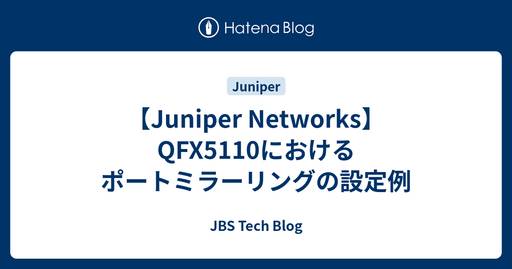 Hatena Blog
Juniper
【Juniper Networks】
QFX5110における
ポートミラーリングの設定例
JBS Tech Blog